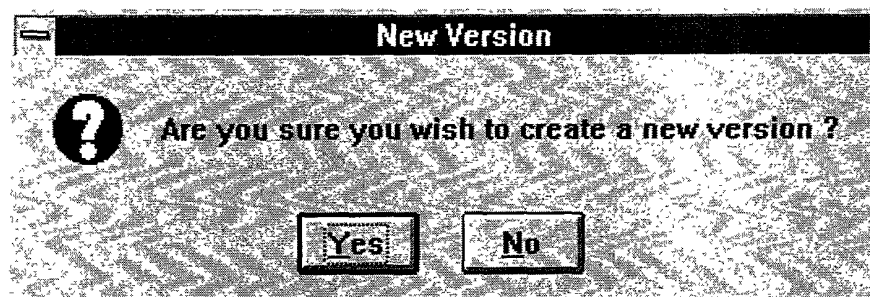 New Version
Are you sure you wish to create a new version ?
Yes
No